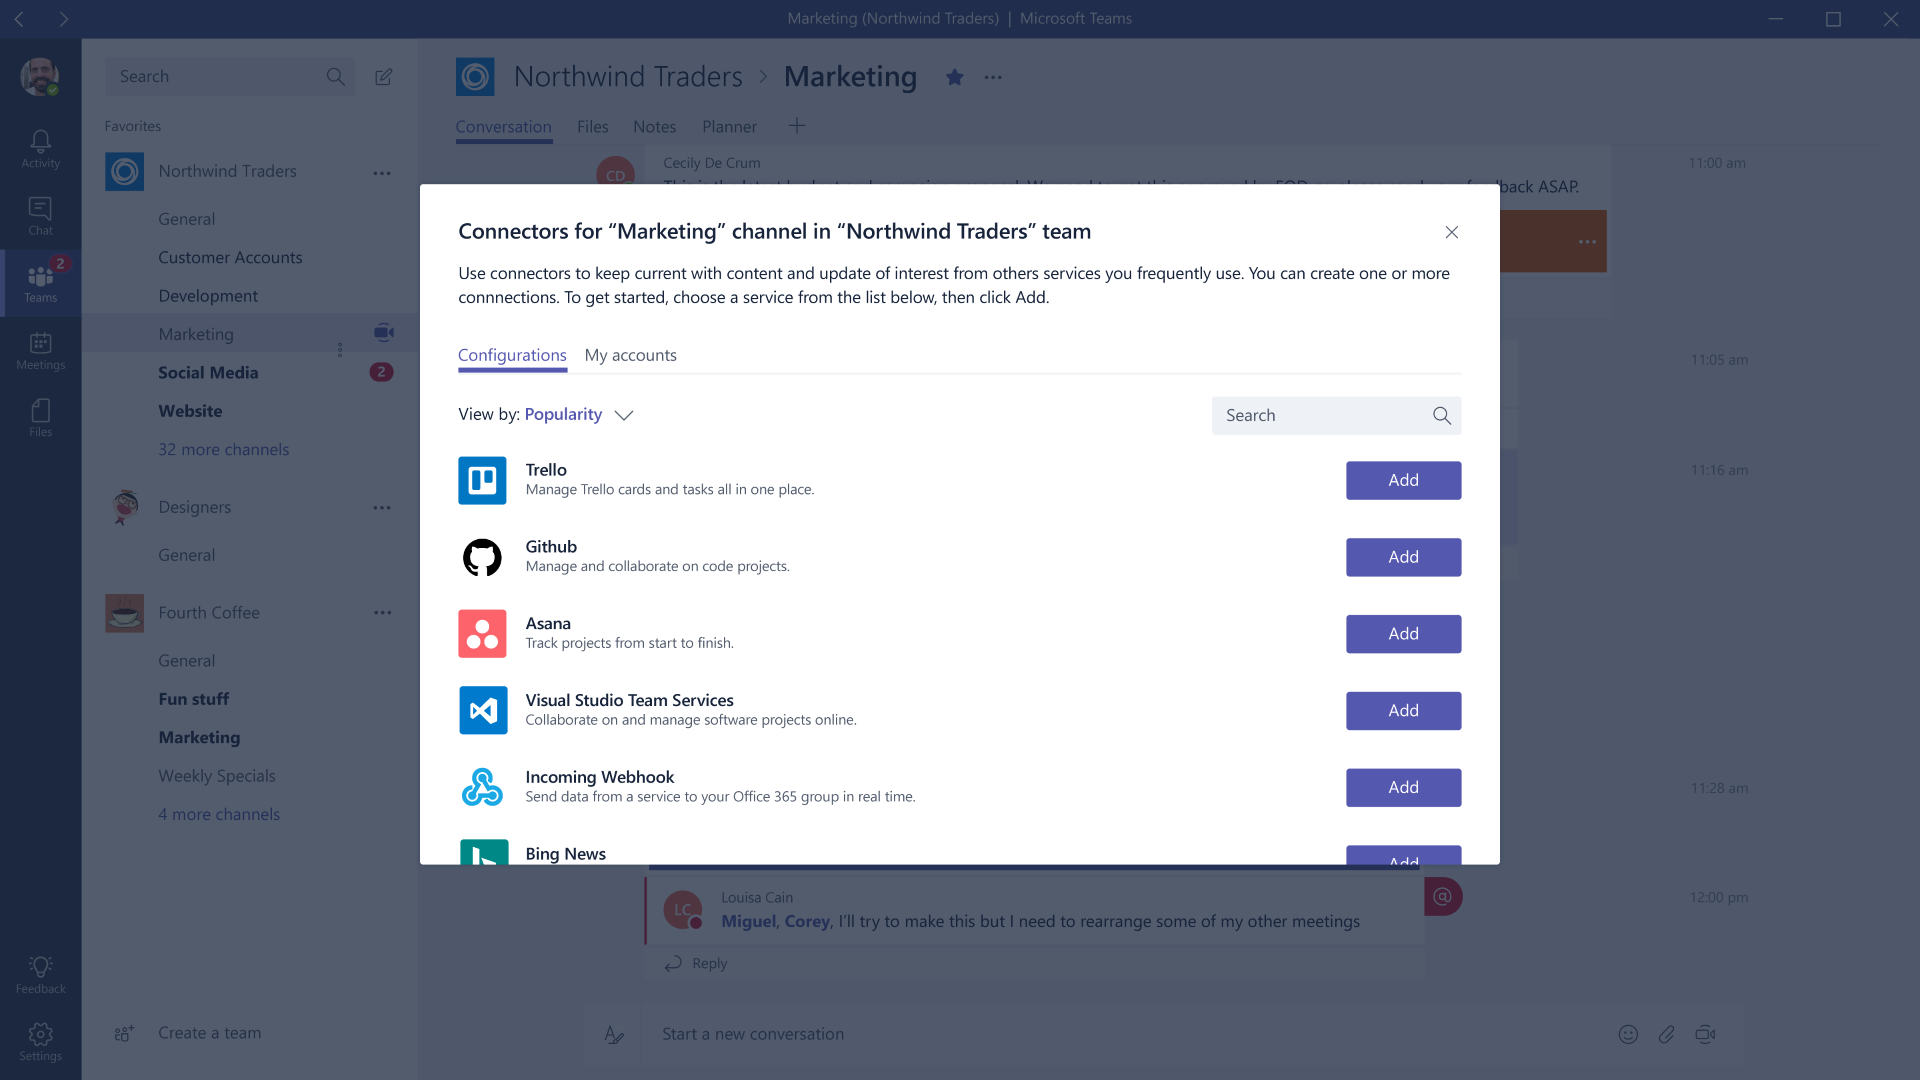 Marketing (Northwind Traders) | Microsoft Teams
Search
Favorites
Northwind Traders
General
Customer Accounts
Development
Marketing
Social Media
2
Website
32 more channels
Designers
General
Fourth Coffee
General
Fun stuff
Marketing
Weekly Specials
4 more channels
Create a team
Activity
Chat
2
Teams
Meetings
Files
Feedback
Settings
Northwind Traders > Marketing
Conversation Files Notes Planner
CD
Cecily De Crum
11:00 am
ASAP.
11:05 am
11:16 am
11:28 am
Connectors for “Marketing” channel in “Northwind Traders” team
Use connectors to keep current with content and update of interest from others services you frequently use. You can create one or more
connnections. To get started, choose a service from the list below, then click Add.
Configurations My accounts
View by: Popularity
Search
Trello
Manage Trello cards and tasks all in one place.
Add
Github
Manage and collaborate on code projects.
Add
Asana
Track projects from start to finish.
Add
Visual Studio Team Services
Collaborate on and manage software projects online.
Add
Incoming Webhook
Send data from a service to your Office 365 group in real time.
Add
Bing News
Add
LC
Louisa Cain
12:00 pm
@
Miguel, Corey, I’ll try to make this but I need to rearrange some of my other meetings
Reply
Start a new conversation